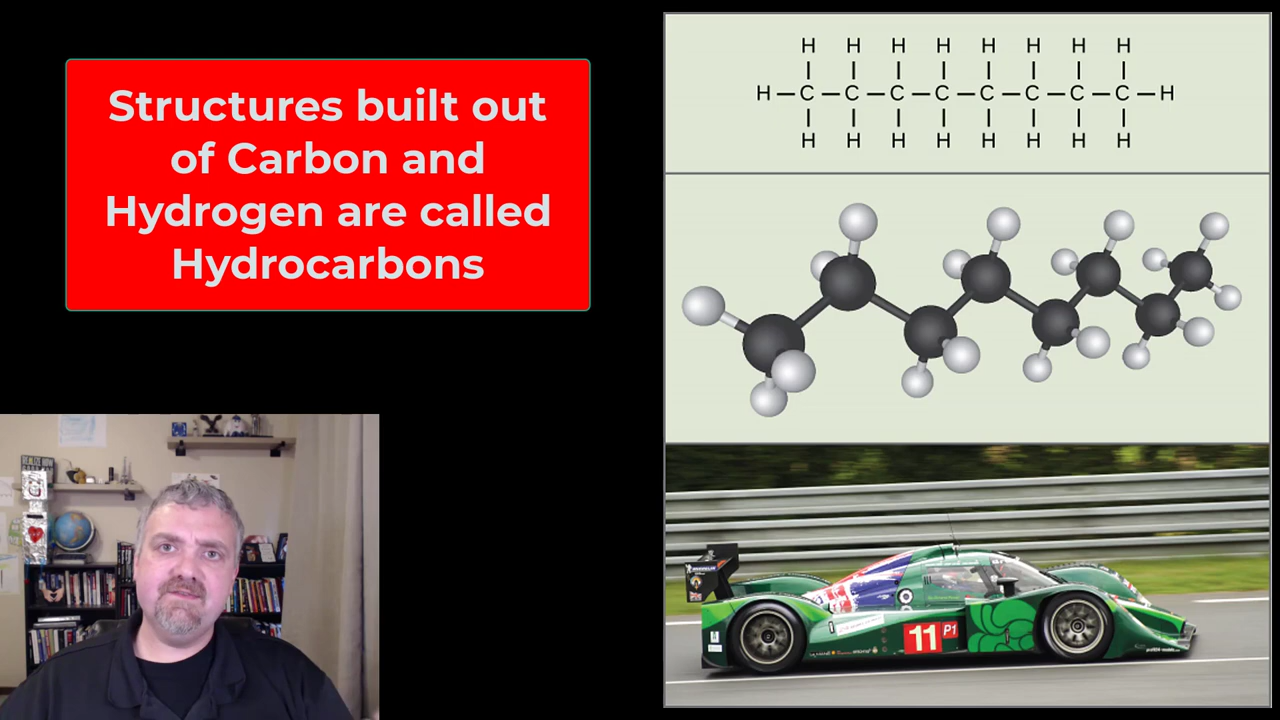 Structures built out
of Carbon and
Hydrogen are called
Hydrocarbons
H H H H H H H H
H—C—C—C—C—C—C—C—C—H
H H H H H H H H
11 P1